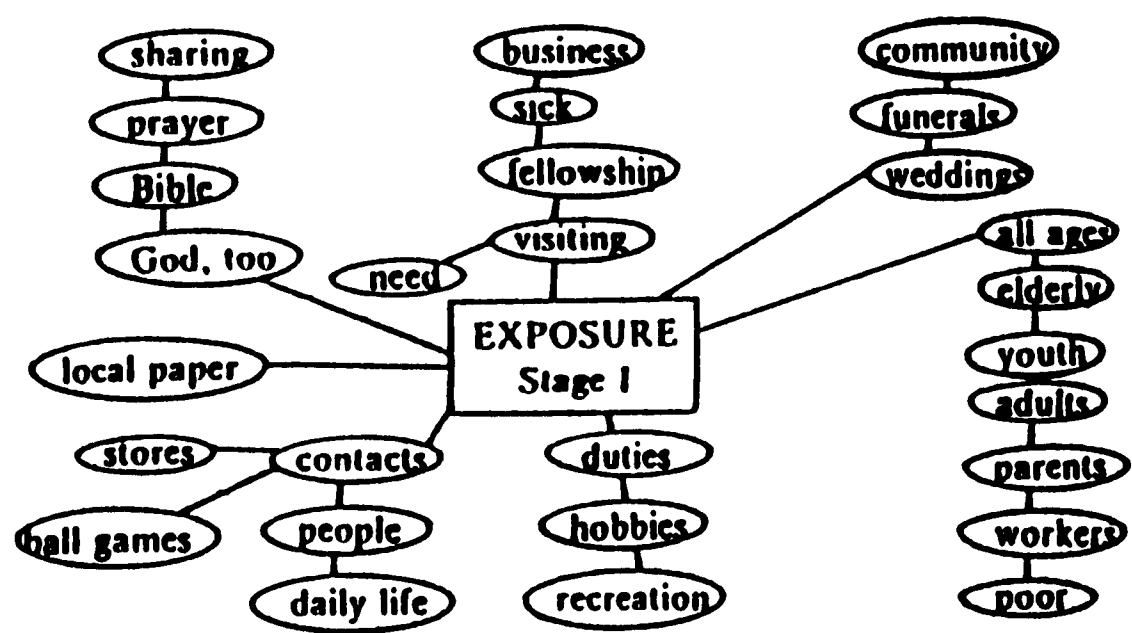 sharing
prayer
Bible
God, too
business
sick
fellowship
visiting
need
community
funerals
weddings
all ages
elderly
youth
adults
parents
workers
poor
EXPOSURE
Stage I
local paper
stores
contacts
ball games
people
daily life
duties
hobbies
recreation